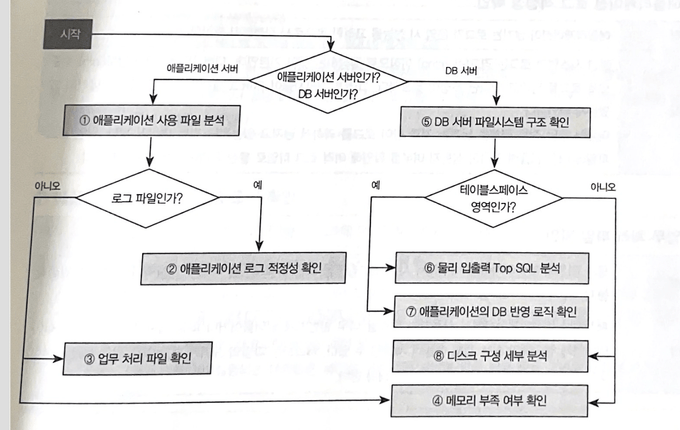 시작
애플리케이션 서버인가?
DB 서버인가?
애플리케이션 서버
DB 서버
① 애플리케이션 사용 파일 분석
⑤ DB 서버 파일시스템 구조 확인
로그 파일인가?
아니오
예
테이블스페이스
영역인가?
예
아니오
② 애플리케이션 로그 적정성 확인
⑥ 물리 입출력 Top SQL 분석
⑦ 애플리케이션의 DB 반영 로직 확인
③ 업무 처리 파일 확인
⑧ 디스크 구성 세부 분석
④ 메모리 부족 여부 확인